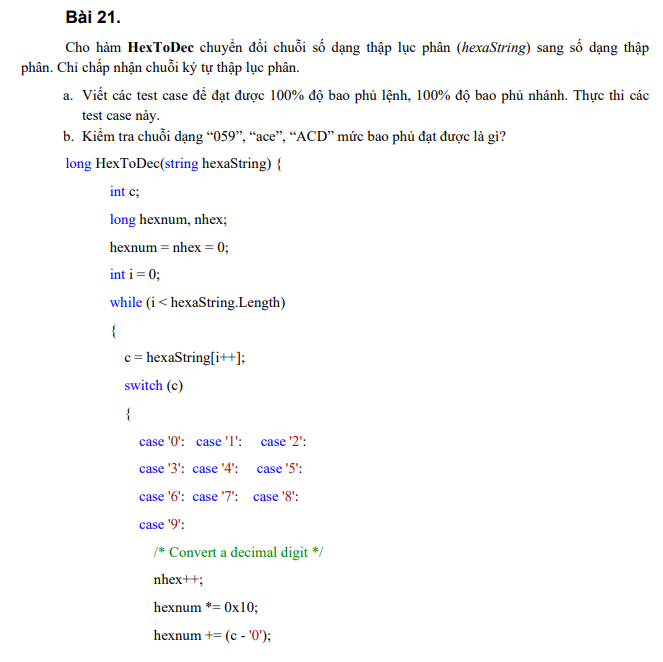 Bài 21.
Cho hàm HexToDec chuyển đổi chuỗi số dạng thập lục phân (hexaString) sang số dạng thập
phân. Chỉ chấp nhận chuỗi ký tự thập lục phân.
a. Viết các test case để đạt được 100% độ bao phủ lệnh, 100% độ bao phủ nhánh. Thực thi các
test case này.
b. Kiểm tra chuỗi dạng “059”, “ace”, “ACD” mức bao phủ đạt được là gì?
long HexToDec(string hexaString) {
int c;
long hexnum, nhex;
hexnum = nhex = 0;
int i = 0;
while (i < hexaString.Length)
{
c = hexaString[i++];
switch (c)
{
case '0': case '1': case '2':
case '3': case '4': case '5':
case '6': case '7': case '8':
case '9':
/* Convert a decimal digit */
nhex++;
hexnum *= 0x10;
hexnum += (c - '0');